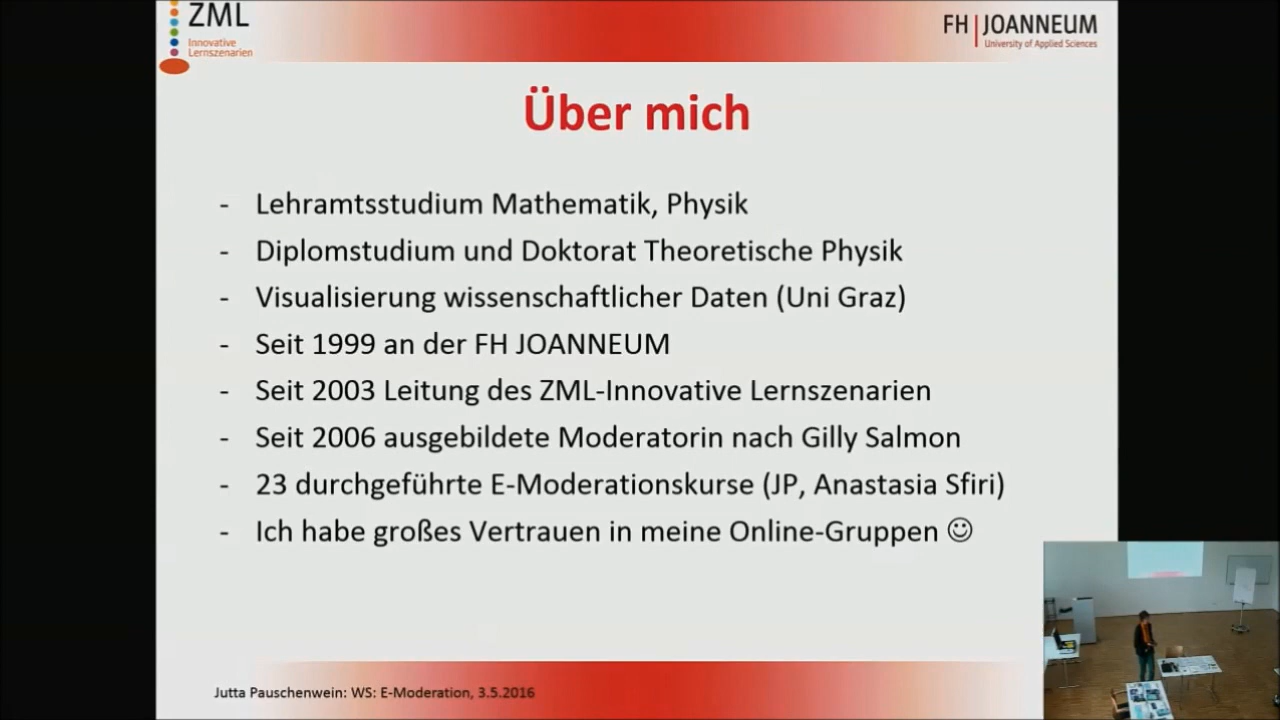 ZML
Innovative
Lernszenarien
FH JOANNEUM
University of Applied Sciences
Über mich
- Lehramtsstudium Mathematik, Physik
- Diplomstudium und Doktorat Theoretische Physik
- Visualisierung wissenschaftlicher Daten (Uni Graz)
- Seit 1999 an der FH JOANNEUM
- Seit 2003 Leitung des ZML-Innovative Lernszenarien
- Seit 2006 ausgebildete Moderatorin nach Gilly Salmon
- 23 durchgeführte E-Moderationskurse (JP, Anastasia Sfiri)
- Ich habe großes Vertrauen in meine Online-Gruppen ☺
Jutta Pauschenwein: WS: E-Moderation, 3.5.2016